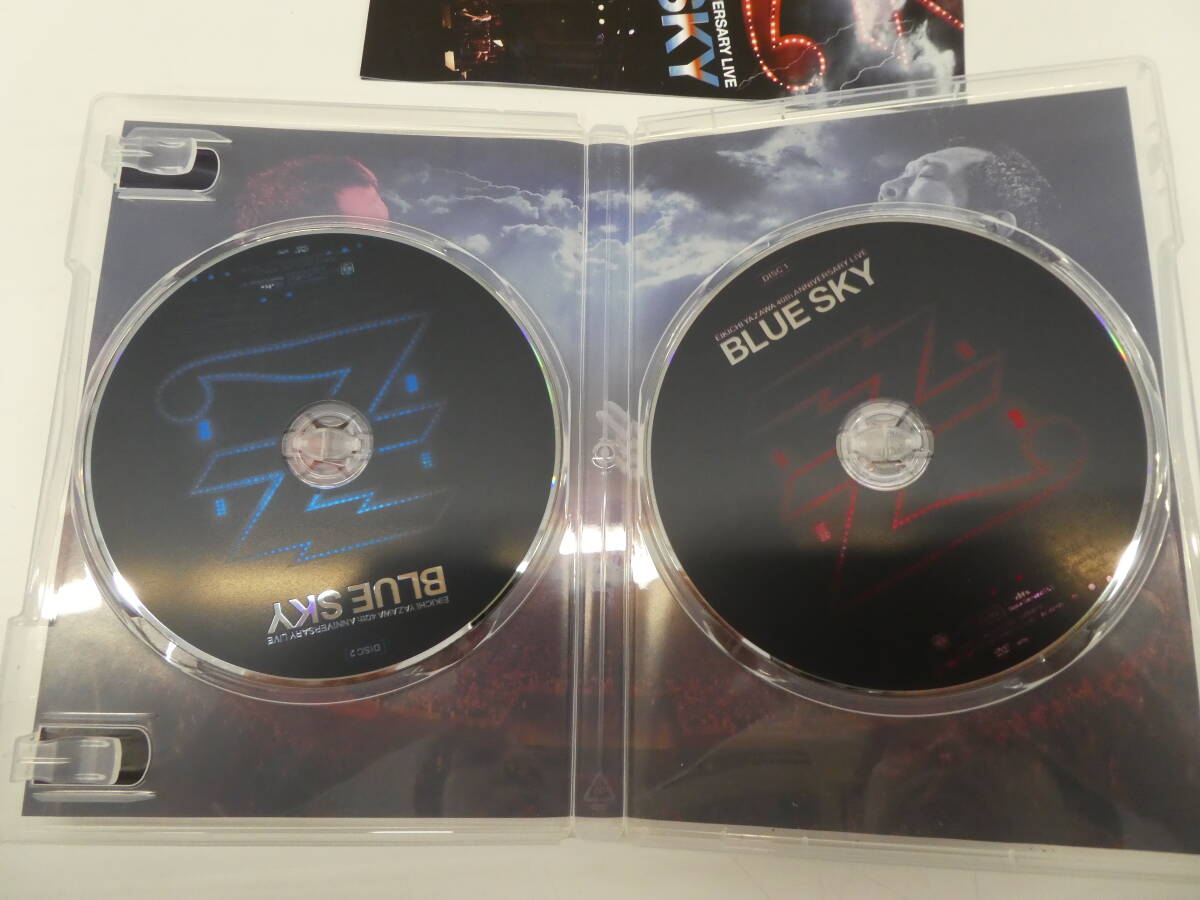 ERSARY LIVE
SKY
DISC 1
EIKICHI YAZAWA 40th ANNIVERSARY LIVE
BLUE SKY
DISC 2
EIKICHI YAZAWA 40th ANNIVERSARY LIVE
BLUE SKY